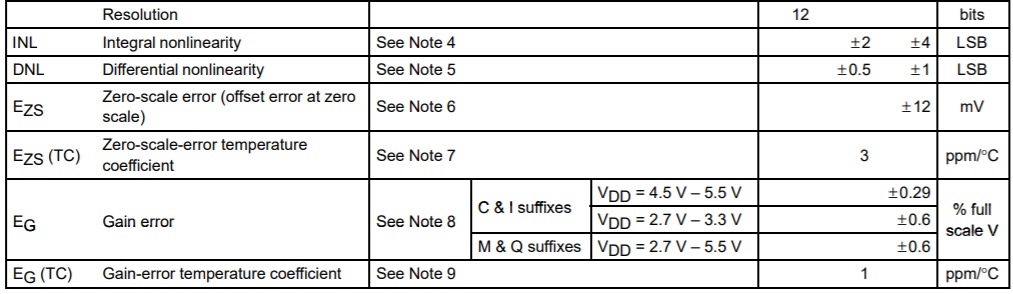 Resolution 12 bits
INL Integral nonlinearity See Note 4 ±2 ±4 LSB
DNL Differential nonlinearity See Note 5 ±0.5 ±1 LSB
EZS Zero-scale error (offset error at zero
scale) See Note 6 ±12 mV
EZS (TC) Zero-scale-error temperature
coefficient See Note 7 3 ppm/°C
EG Gain error See Note 8 C & I suffixes VDD = 4.5 V – 5.5 V ±0.29 % full
scale V
VDD = 2.7 V – 3.3 V ±0.6
M & Q suffixes VDD = 2.7 V – 5.5 V ±0.6
EG (TC) Gain-error temperature coefficient See Note 9 1 ppm/°C